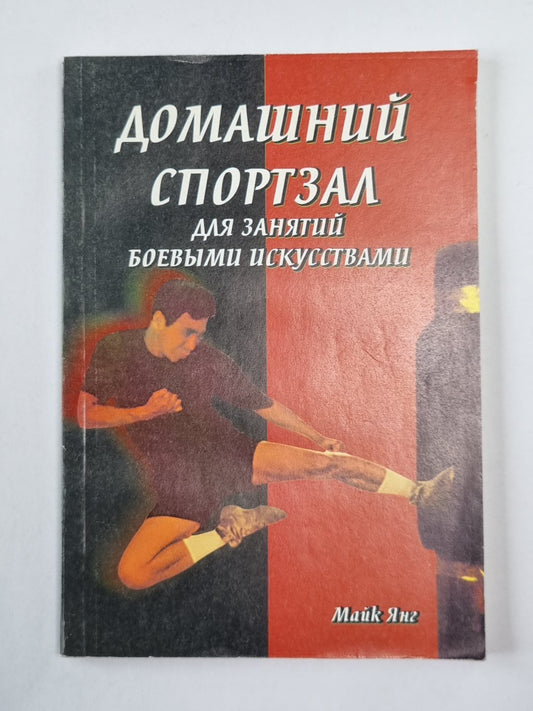 ДОМАШНИЙ
СПОРТЗАЛ
ДЛЯ ЗАНЯТИЙ
БОЕВЫМИ ИСКУССТВАМИ
Майк Янг